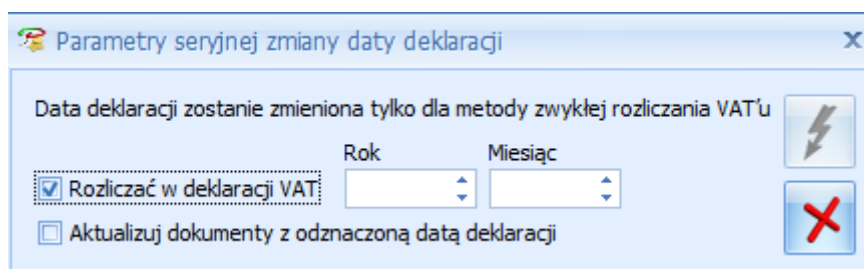 Parametry seryjnej zmiany daty deklaracji
Data deklaracji zostanie zmieniona tylko dla metody zwykłej rozliczania VAT'u
Rok Miesiąc
Rozliczać w deklaracji VAT
Aktualizuj dokumenty z odznaczoną datą deklaracji